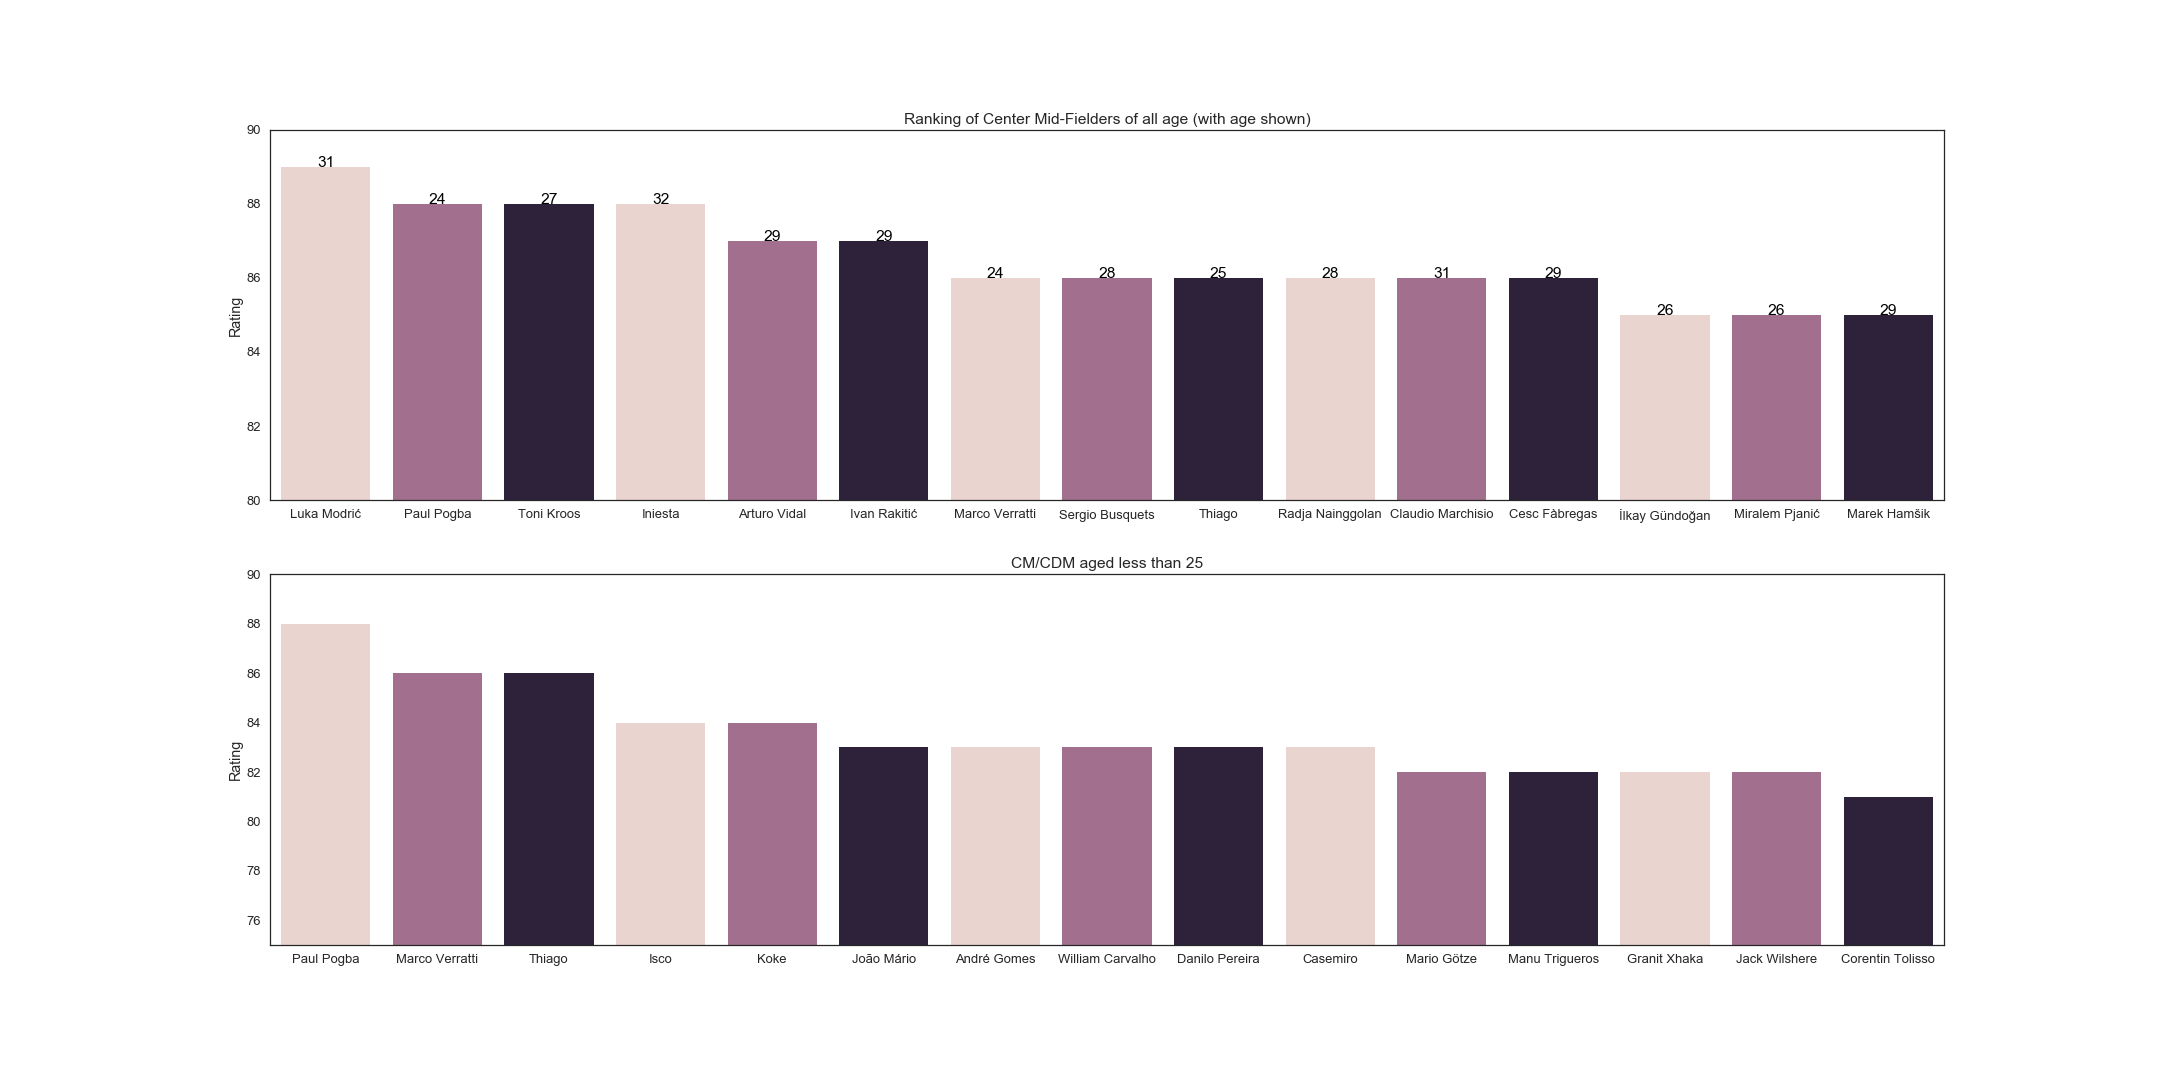 Ranking of Center Mid-Fielders of all age (with age shown)
90
88
86
84
82
80
Rating
31 24 27 32 29 29 24 28 25 28 31 29 26 26 29
Luka Modrić Paul Pogba Toni Kroos Iniesta Arturo Vidal Ivan Rakitić Marco Verratti Sergio Busquets Thiago Radja Nainggolan Claudio Marchisio Cesc Fàbregas İlkay Gündoğan Miralem Pjanić Marek Hamšik
CM/CDM aged less than 25
90
88
86
84
82
80
78
76
Rating
Paul Pogba Marco Verratti Thiago Isco Koke João Mário André Gomes William Carvalho Danilo Pereira Casemiro Mario Götze Manu Trigueros Granit Xhaka Jack Wilshere Corentin Tolisso